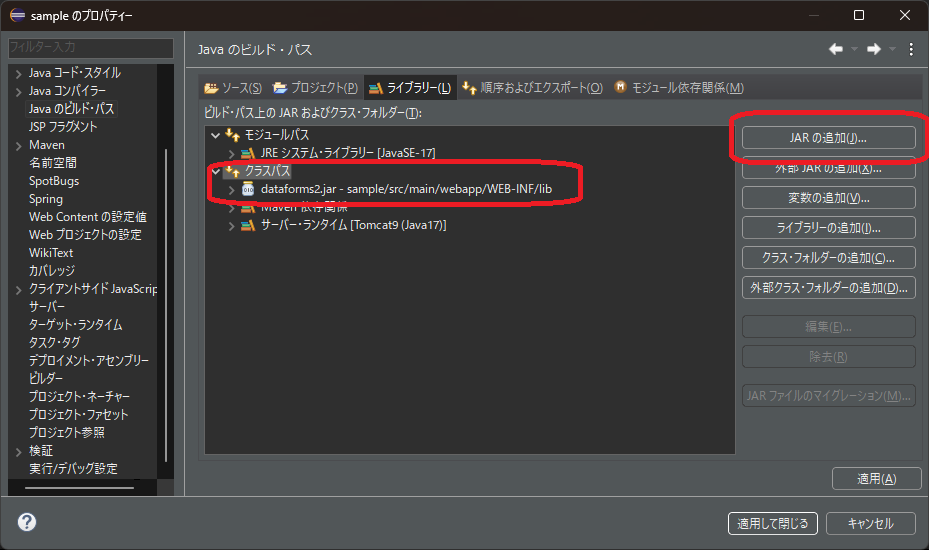 sample のプロパティー
フィルター入力
Java コード・スタイル
Java コンパイラー
Java のビルド・パス
JSP フラグメント
Maven
名前空間
SpotBugs
Spring
Web Content の設定値
Web プロジェクトの設定
WikiText
カバレッジ
クライアントサイド JavaScrip
サーバー
ターゲット・ランタイム
タスク・タグ
デプロイメント・アセンブリー
ビルダー
プロジェクト・ネーチャー
プロジェクト・ファセット
プロジェクト参照
検証
実行/デバッグ設定
Java のビルド・パス
ソース(S) プロジェクト(P) ライブラリー(L) 順序およびエクスポート(O) モジュール依存関係(M)
ビルド・パス上の JAR およびクラス・フォルダー(T):
モジュールパス
JRE システム・ライブラリー [JavaSE-17]
クラスパス
dataforms2.jar - sample/src/main/webapp/WEB-INF/lib
Maven 依存関係
サーバー・ランタイム [Tomcat9 (Java17)]
JAR の追加(J)...
外部 JAR の追加(X)...
変数の追加(V)...
ライブラリーの追加(I)...
クラス・フォルダーの追加(C)...
外部クラス・フォルダーの追加(D)...
編集(E)...
除去(R)
JAR ファイルのマイグレーション(M)...
適用(A)
適用して閉じる
キャンセル